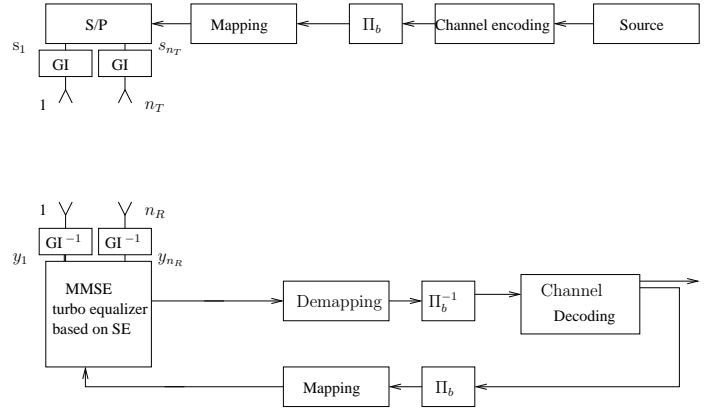 S/P
Mapping
Π_b
Channel encoding
Source
s_1
s_{n_T}
GI
GI
1
n_T
1
n_R
GI^{-1}
GI^{-1}
y_1
y_{n_R}
MMSE
turbo equalizer
based on SE
Demapping
Π_b^{-1}
Channel
Decoding
Mapping
Π_b